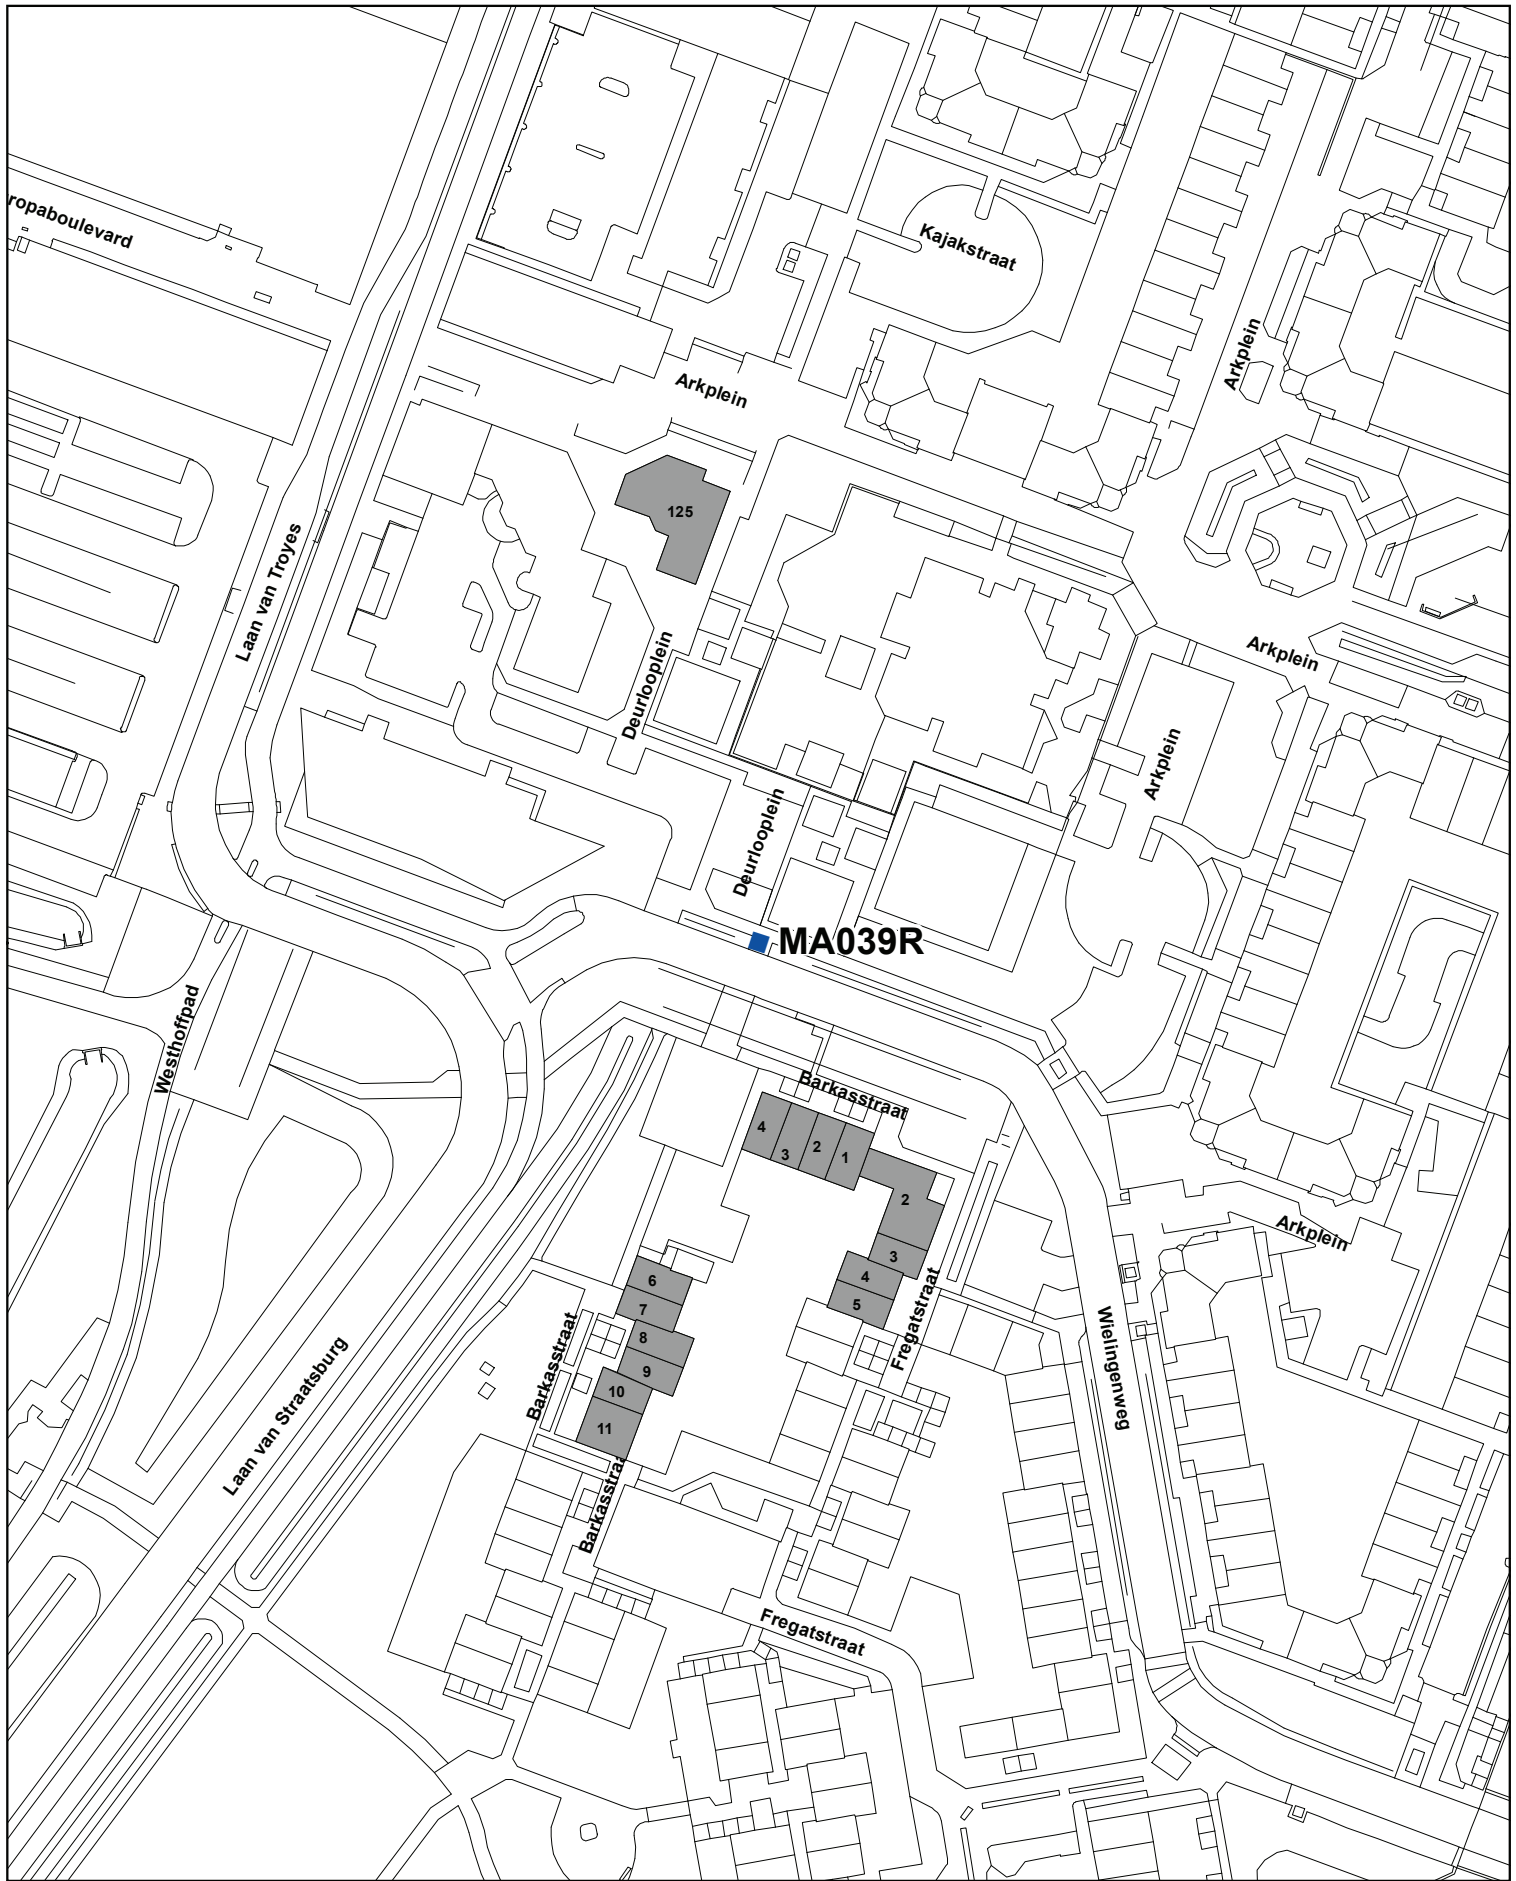 ropaboulevard
Kajakstraat
Arkplein
Arkplein
125
Laan van Troyes
Deurlooplein
Arkplein
Arkplein
Deurlooplein
MA039R
Westhoffpad
Barkasstraat
4
3
2
1
2
3
4
5
Arkplein
6
7
8
9
10
11
Barkasstraat
Fregatstraat
Wielingenweg
Laan van Straatsburg
Barkasstraa
Fregatstraat